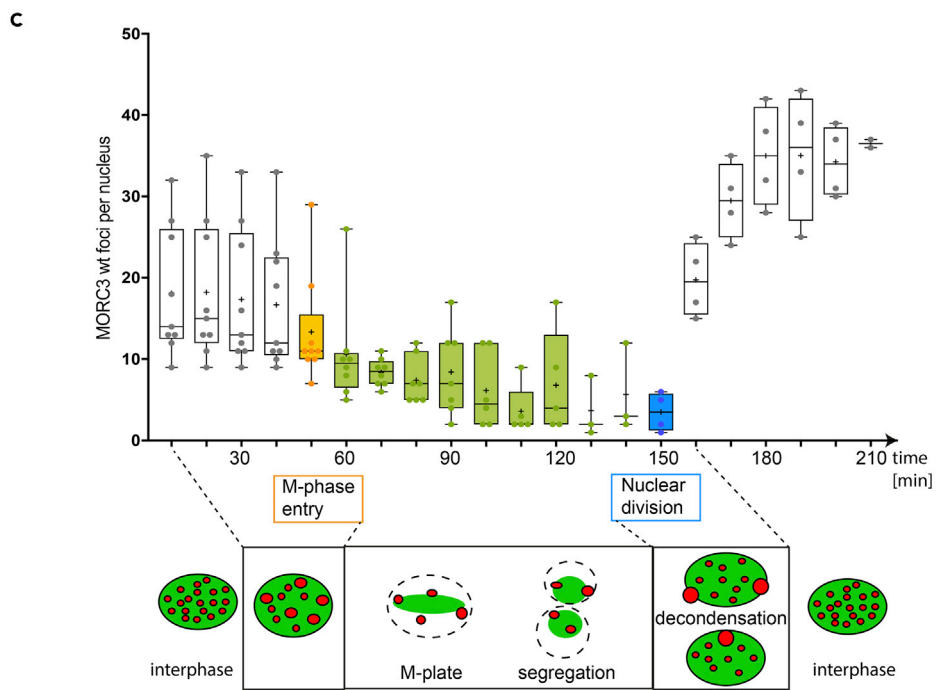 c
50
40
30
20
10
0
MORC3 wt foci per nucleus
30
60
90
120
150
180
210
time
[min]
M-phase
entry
Nuclear
division
interphase
M-plate
segregation
decondensation
interphase